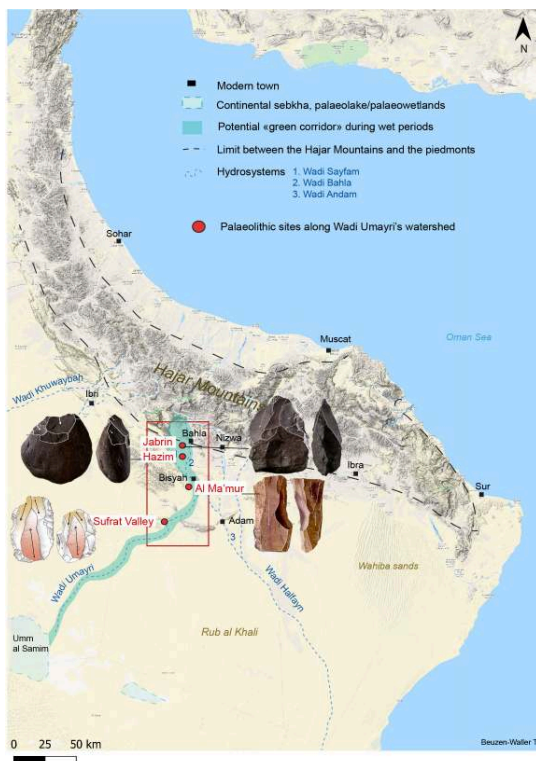 N
Modern town
Continental sebkha, palaeolake/palaeowetlands
Potential «green corridor» during wet periods
Limit between the Hajar Mountains and the piedmonts
Hydrosystems 1. Wadi Sayfam
2. Wadi Bahla
3. Wadi Andam
Palaeolithic sites along Wadi Umayri's watershed
Sohar
Muscat
Oman Sea
Hajar Mountains
Wadi Khuwaybah
Ibri
Bahla
Nizwa
Jabrin
Hazim
2
Ibra
Bisyah
Al Ma'mur
Sur
Sufrat Valley
Adam
3
Wadi Umayri
Wadi Halfayn
Wahiba sands
Rub al Khali
Umm
al Samim
0 25 50 km
Beuzen-Waller T